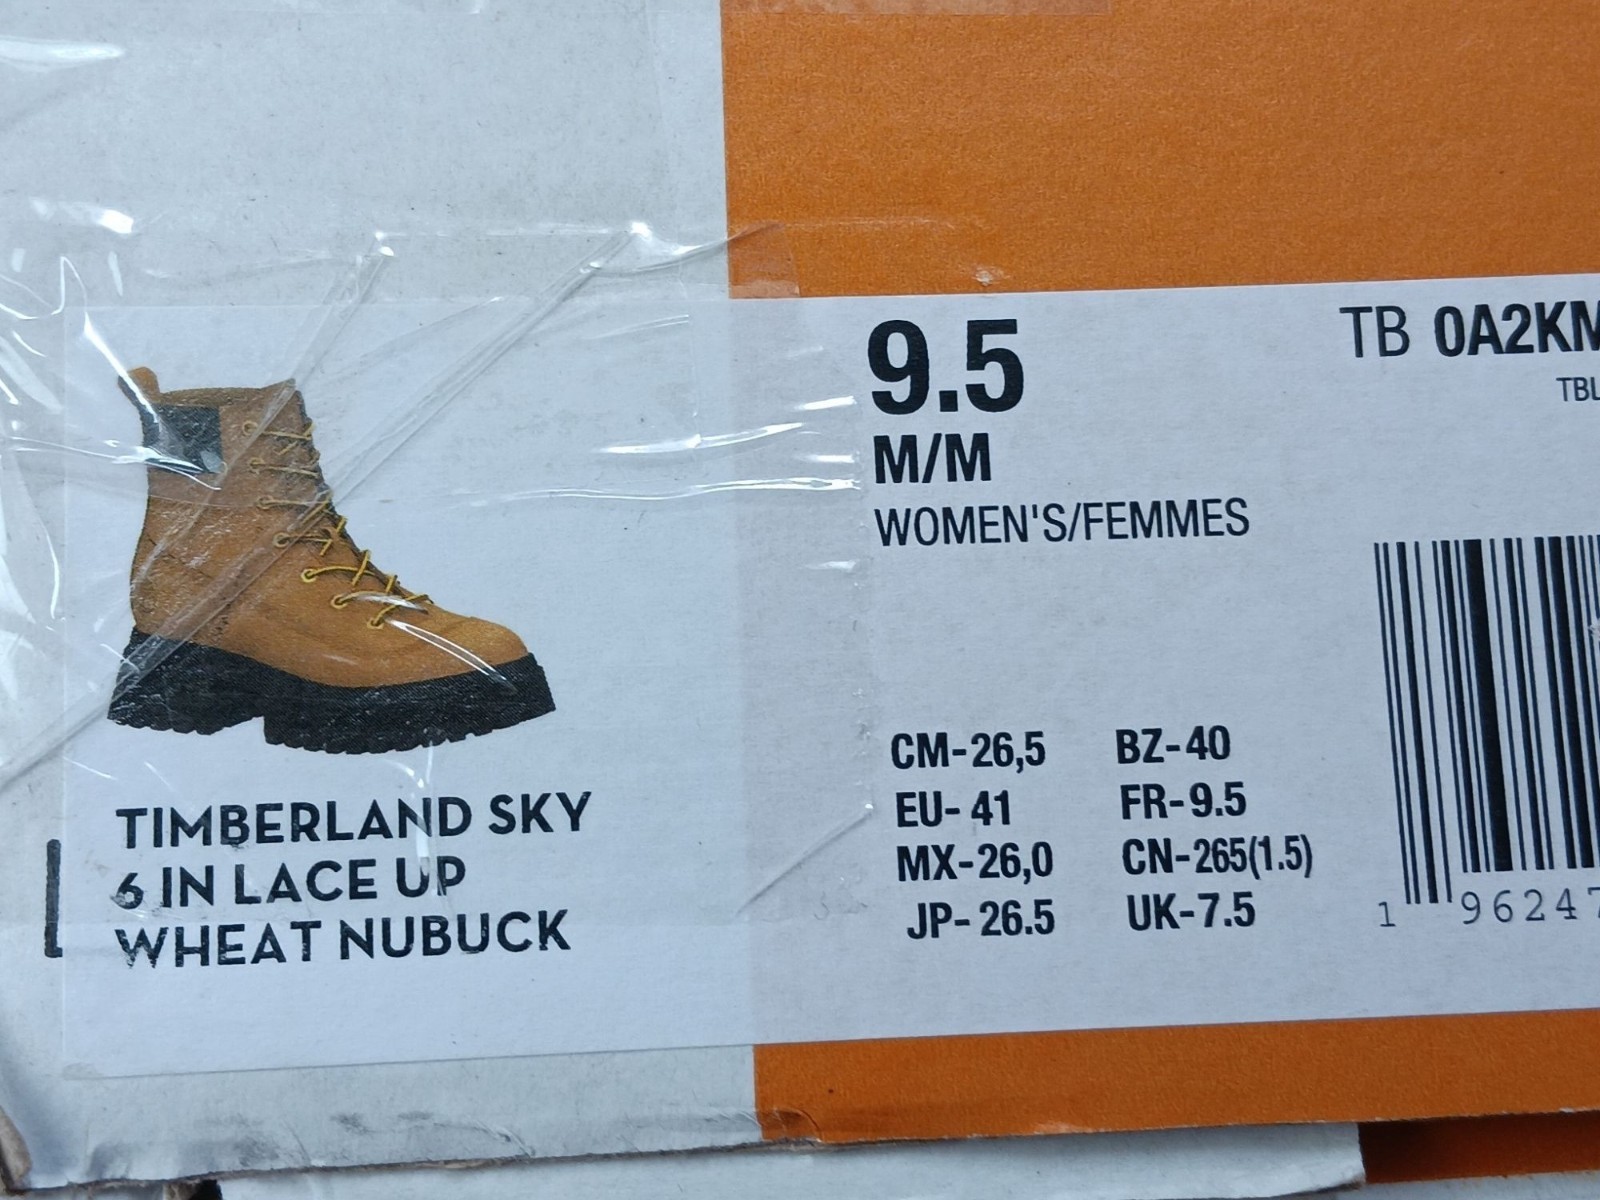 9.5
M/M
WOMEN'S/FEMMES
TB 0A2KM
TBL
TIMBERLAND SKY
6 IN LACE UP
WHEAT NUBUCK
CM-26,5 BZ-40
EU-41 FR-9.5
MX-26,0 CN-265(1.5)
JP-26.5 UK-7.5
1 96247